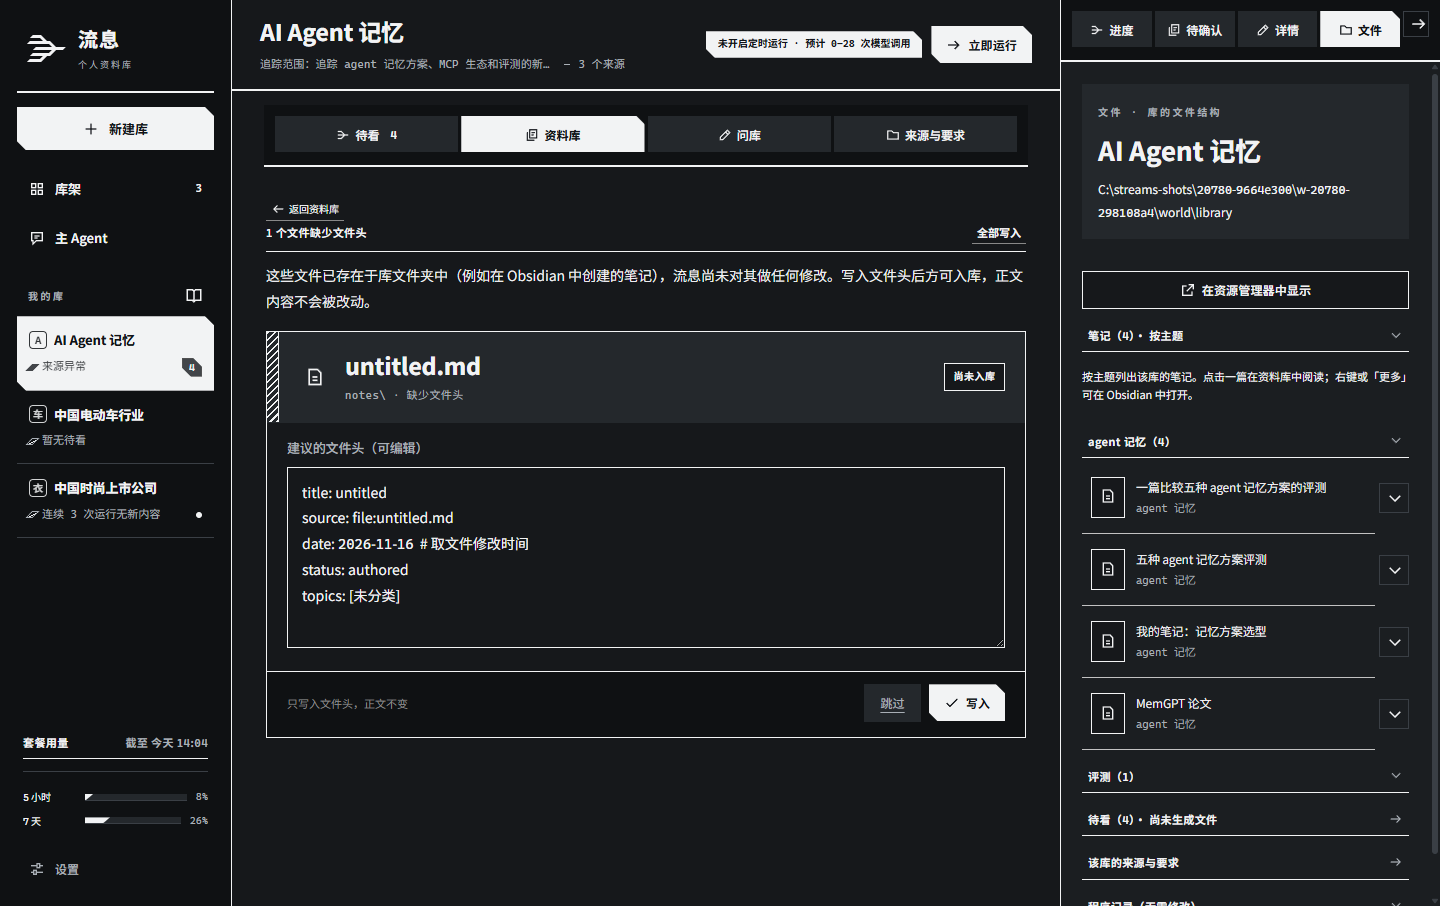 流息
个人资料库
新建库
库架 3
主 Agent
我的库
A AI Agent 记忆
来源异常 4
车 中国电动车行业
暂无待看
衣 中国时尚上市公司
连续 3 次运行无新内容
套餐用量 截至 今天 14:04
5 小时 8%
7 天 26%
设置
AI Agent 记忆
追踪范围：追踪 agent 记忆方案、MCP 生态和评测的新… — 3 个来源
未开启定时运行 · 预计 0–28 次模型调用
立即运行
待看 4
资料库
问库
来源与要求
返回资料库
1 个文件缺少文件头
全部写入
这些文件已存在于库文件夹中（例如在 Obsidian 中创建的笔记），流息尚未对其做任何修改。写入文件头后方可入库，正文
内容不会被改动。
untitled.md
notes\ · 缺少文件头
尚未入库
建议的文件头（可编辑）
title: untitled
source: file:untitled.md
date: 2026-11-16 # 取文件修改时间
status: authored
topics: [未分类]
只写入文件头，正文不变
跳过
写入
进度
待确认
详情
文件
文件 · 库的文件结构
AI Agent 记忆
C:\streams-shots\20780-9664e300\w-20780-
298108a4\world\library
在资源管理器中显示
笔记（4）· 按主题
按主题列出该库的笔记。点击一篇在资料库中阅读；右键或「更多」
可在 Obsidian 中打开。
agent 记忆（4）
一篇比较五种 agent 记忆方案的评测
agent 记忆
五种 agent 记忆方案评测
agent 记忆
我的笔记：记忆方案选型
agent 记忆
MemGPT 论文
agent 记忆
评测（1）
待看（4）· 尚未生成文件
该库的来源与要求